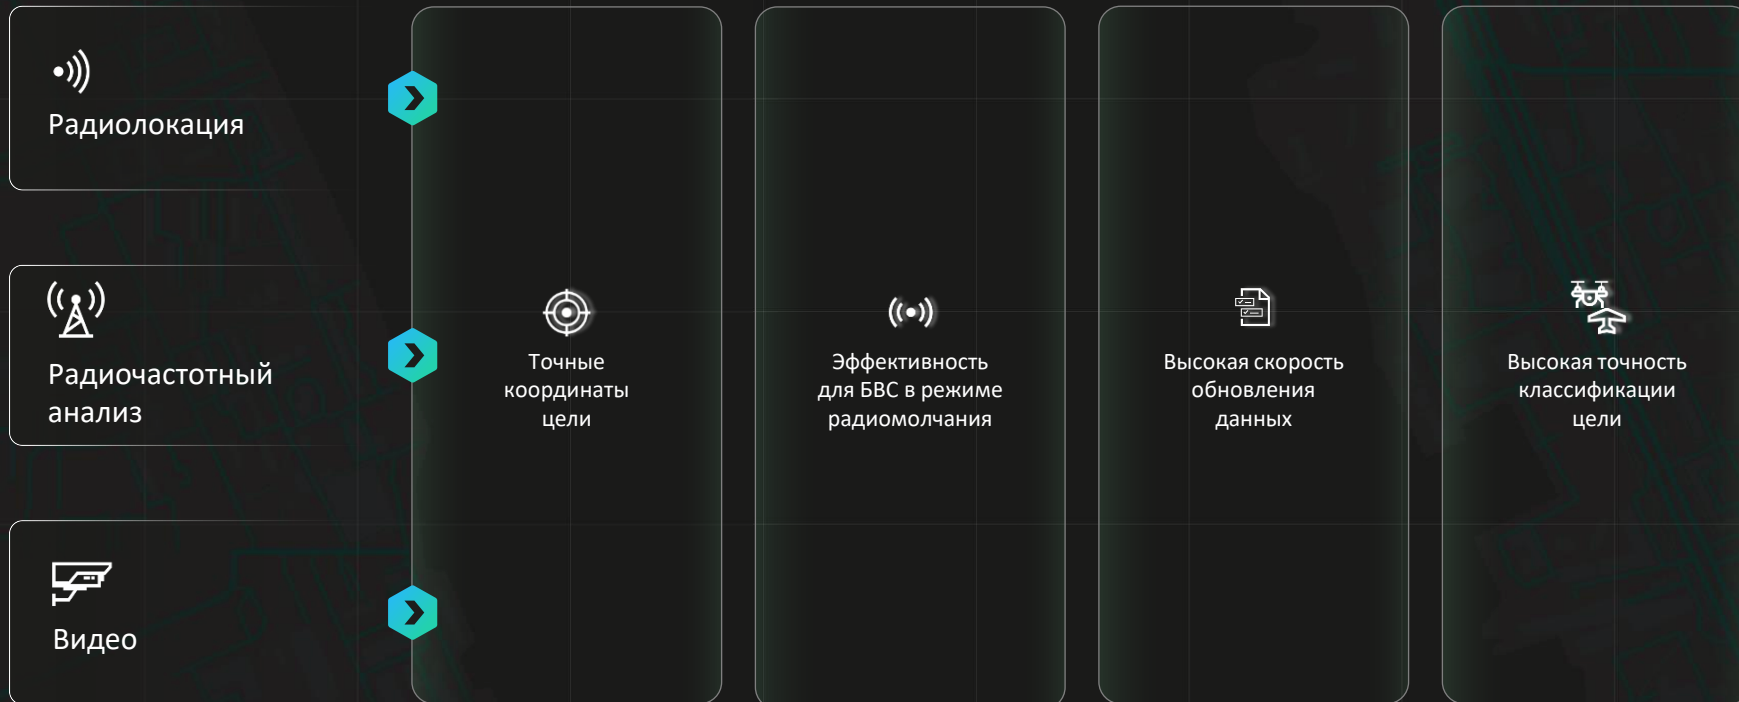 Радиолокация
Радиочастотный
анализ
Видео
Точные
координаты
цели
Эффективность
для БВС в режиме
радиомолчания
Высокая скорость
обновления
данных
Высокая точность
классификации
цели